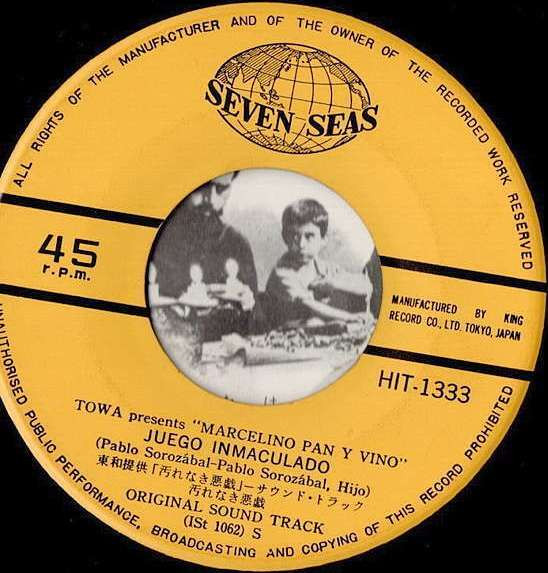 ALL RIGHTS OF THE MANUFACTURER AND OF THE OWNER OF THE RECORDED WORK RESERVED
SEVEN SEAS
45
r.p.m.
MANUFACTURED BY KING
RECORD CO., LTD. TOKYO, JAPAN
HIT-1333
TOWA presents "MARCELINO PAN Y VINO"
JUEGO INMACULADO
(Pablo Sorozábal-Pablo Sorozábal, Hijo)
東和提供「汚れなき悪戯」ーサウンド・トラック
汚れなき悪戯
ORIGINAL SOUND TRACK
(ISt 1062) S
UNAUTHORISED PUBLIC PERFORMANCE, BROADCASTING AND COPYING OF THIS RECORD PROHIBITED